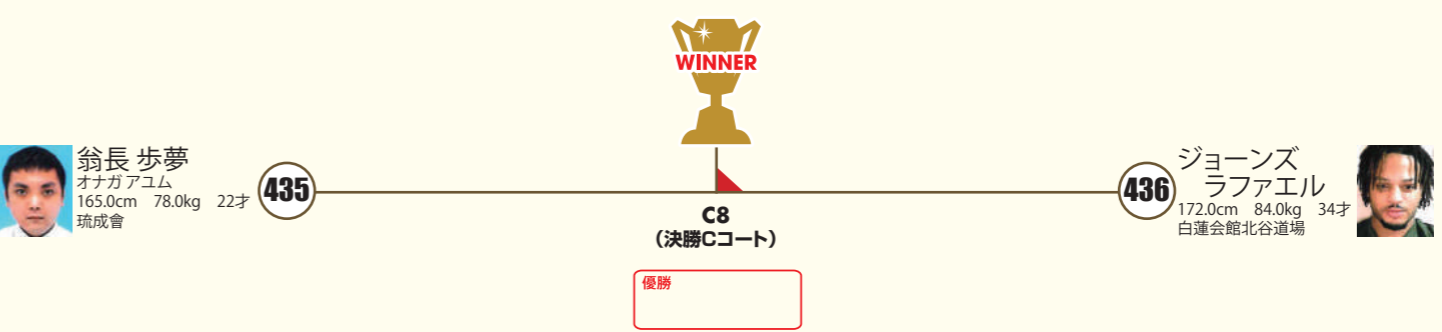 WINNER
翁長 歩夢
オナガ アユム
165.0cm 78.0kg 22才
琉成會
435
436
ジョーンズ
ラファエル
172.0cm 84.0kg 34才
白蓮会館北谷道場
C8
（決勝Cコート）
優勝